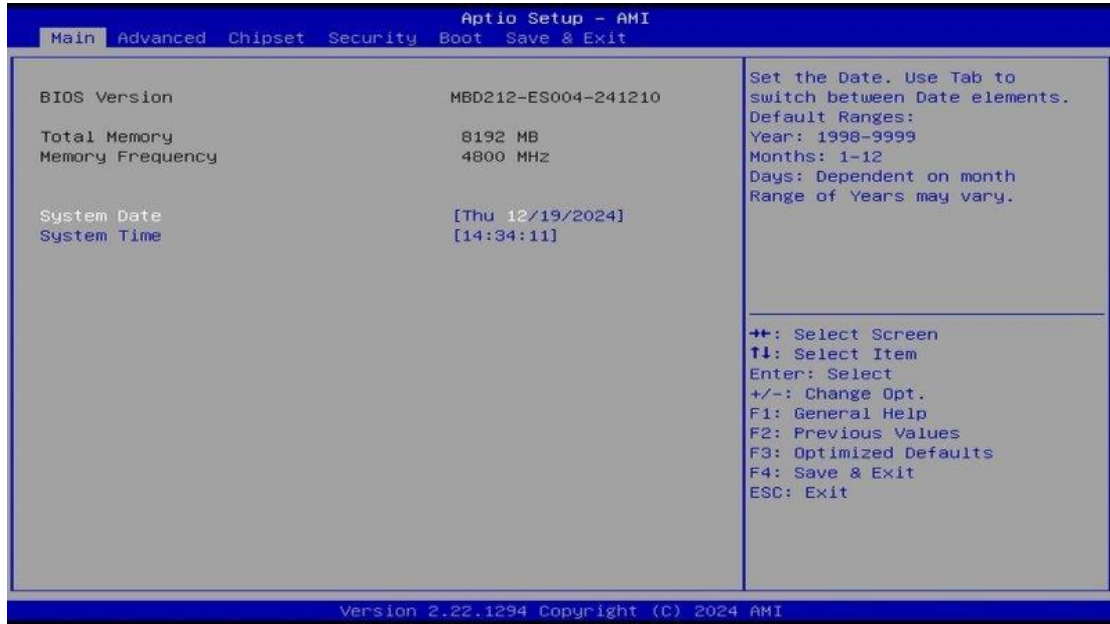 Aptio Setup – AMI
Main Advanced Chipset Security Boot Save & Exit
BIOS Version MBD212-ES004-241210
Total Memory 8192 MB
Memory Frequency 4800 MHz
System Date [Thu 12/19/2024]
System Time [14:34:11]
Set the Date. Use Tab to
switch between Date elements.
Default Ranges:
Year: 1998-9999
Months: 1-12
Days: Dependent on month
Range of Years may vary.
→←: Select Screen
↑↓: Select Item
Enter: Select
+/-: Change Opt.
F1: General Help
F2: Previous Values
F3: Optimized Defaults
F4: Save & Exit
ESC: Exit
Version 2.22.1294 Copyright (C) 2024 AMI